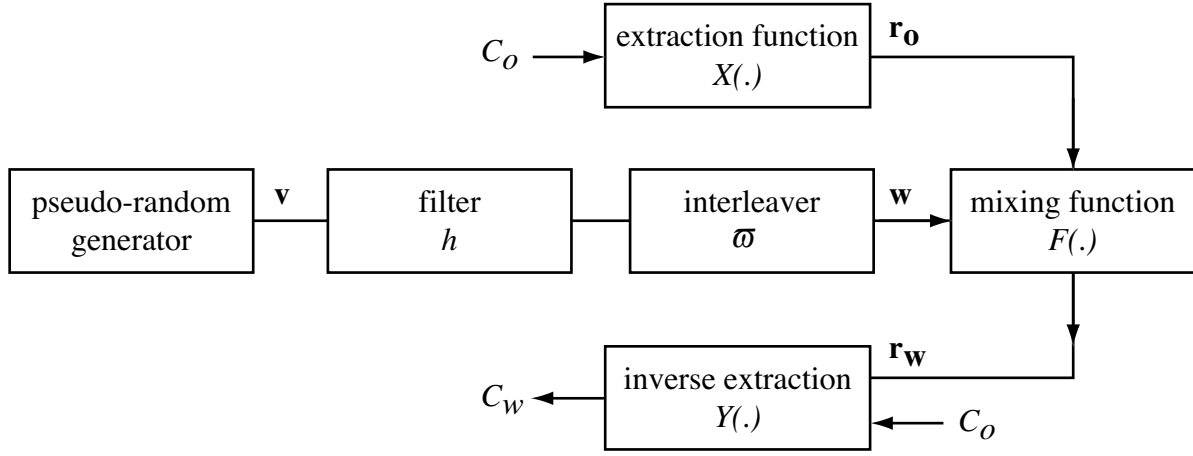 C_o
extraction function
X(.)
r_o
pseudo-random
generator
v
filter
h
interleaver
ϖ
w
mixing function
F(.)
r_w
C_w
inverse extraction
Y(.)
C_o